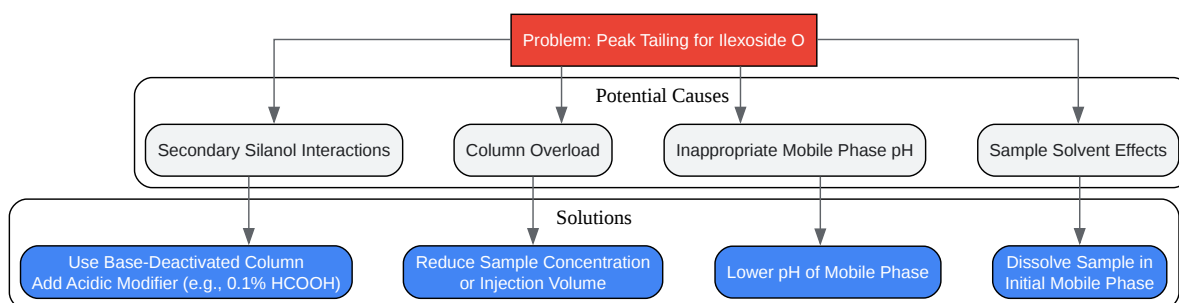 Problem: Peak Tailing for Ilexoside O
Potential Causes
Secondary Silanol Interactions
Column Overload
Inappropriate Mobile Phase pH
Sample Solvent Effects
Solutions
Use Base-Deactivated Column
Add Acidic Modifier (e.g., 0.1% HCOOH)
Reduce Sample Concentration
or Injection Volume
Lower pH of Mobile Phase
Dissolve Sample in
Initial Mobile Phase